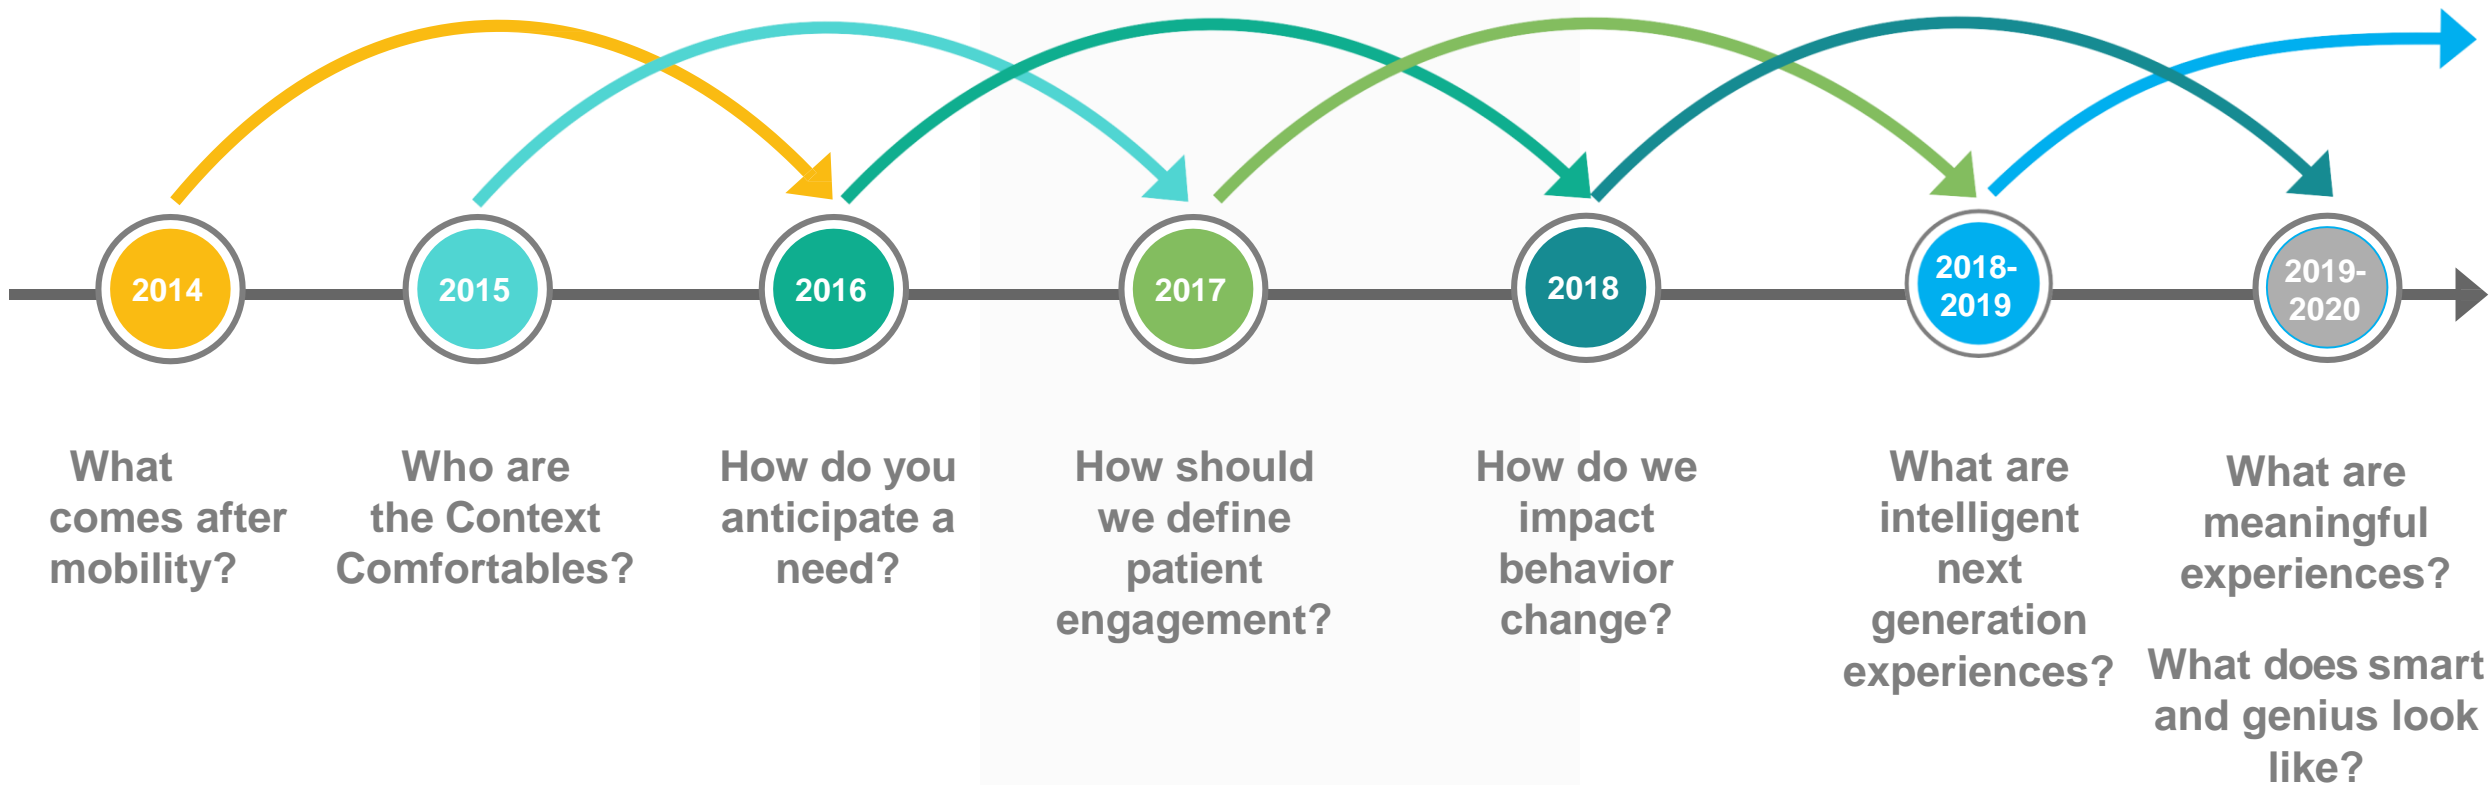 2014
2015
2016
2017
2018
2018-
2019
2019-
2020
What
comes after
mobility?
Who are
the Context
Comfortables?
How do you
anticipate a
need?
How should
we define
patient
engagement?
How do we
impact
behavior
change?
What are
intelligent
next
generation
experiences?
What are
meaningful
experiences?
What does smart
and genius look
like?